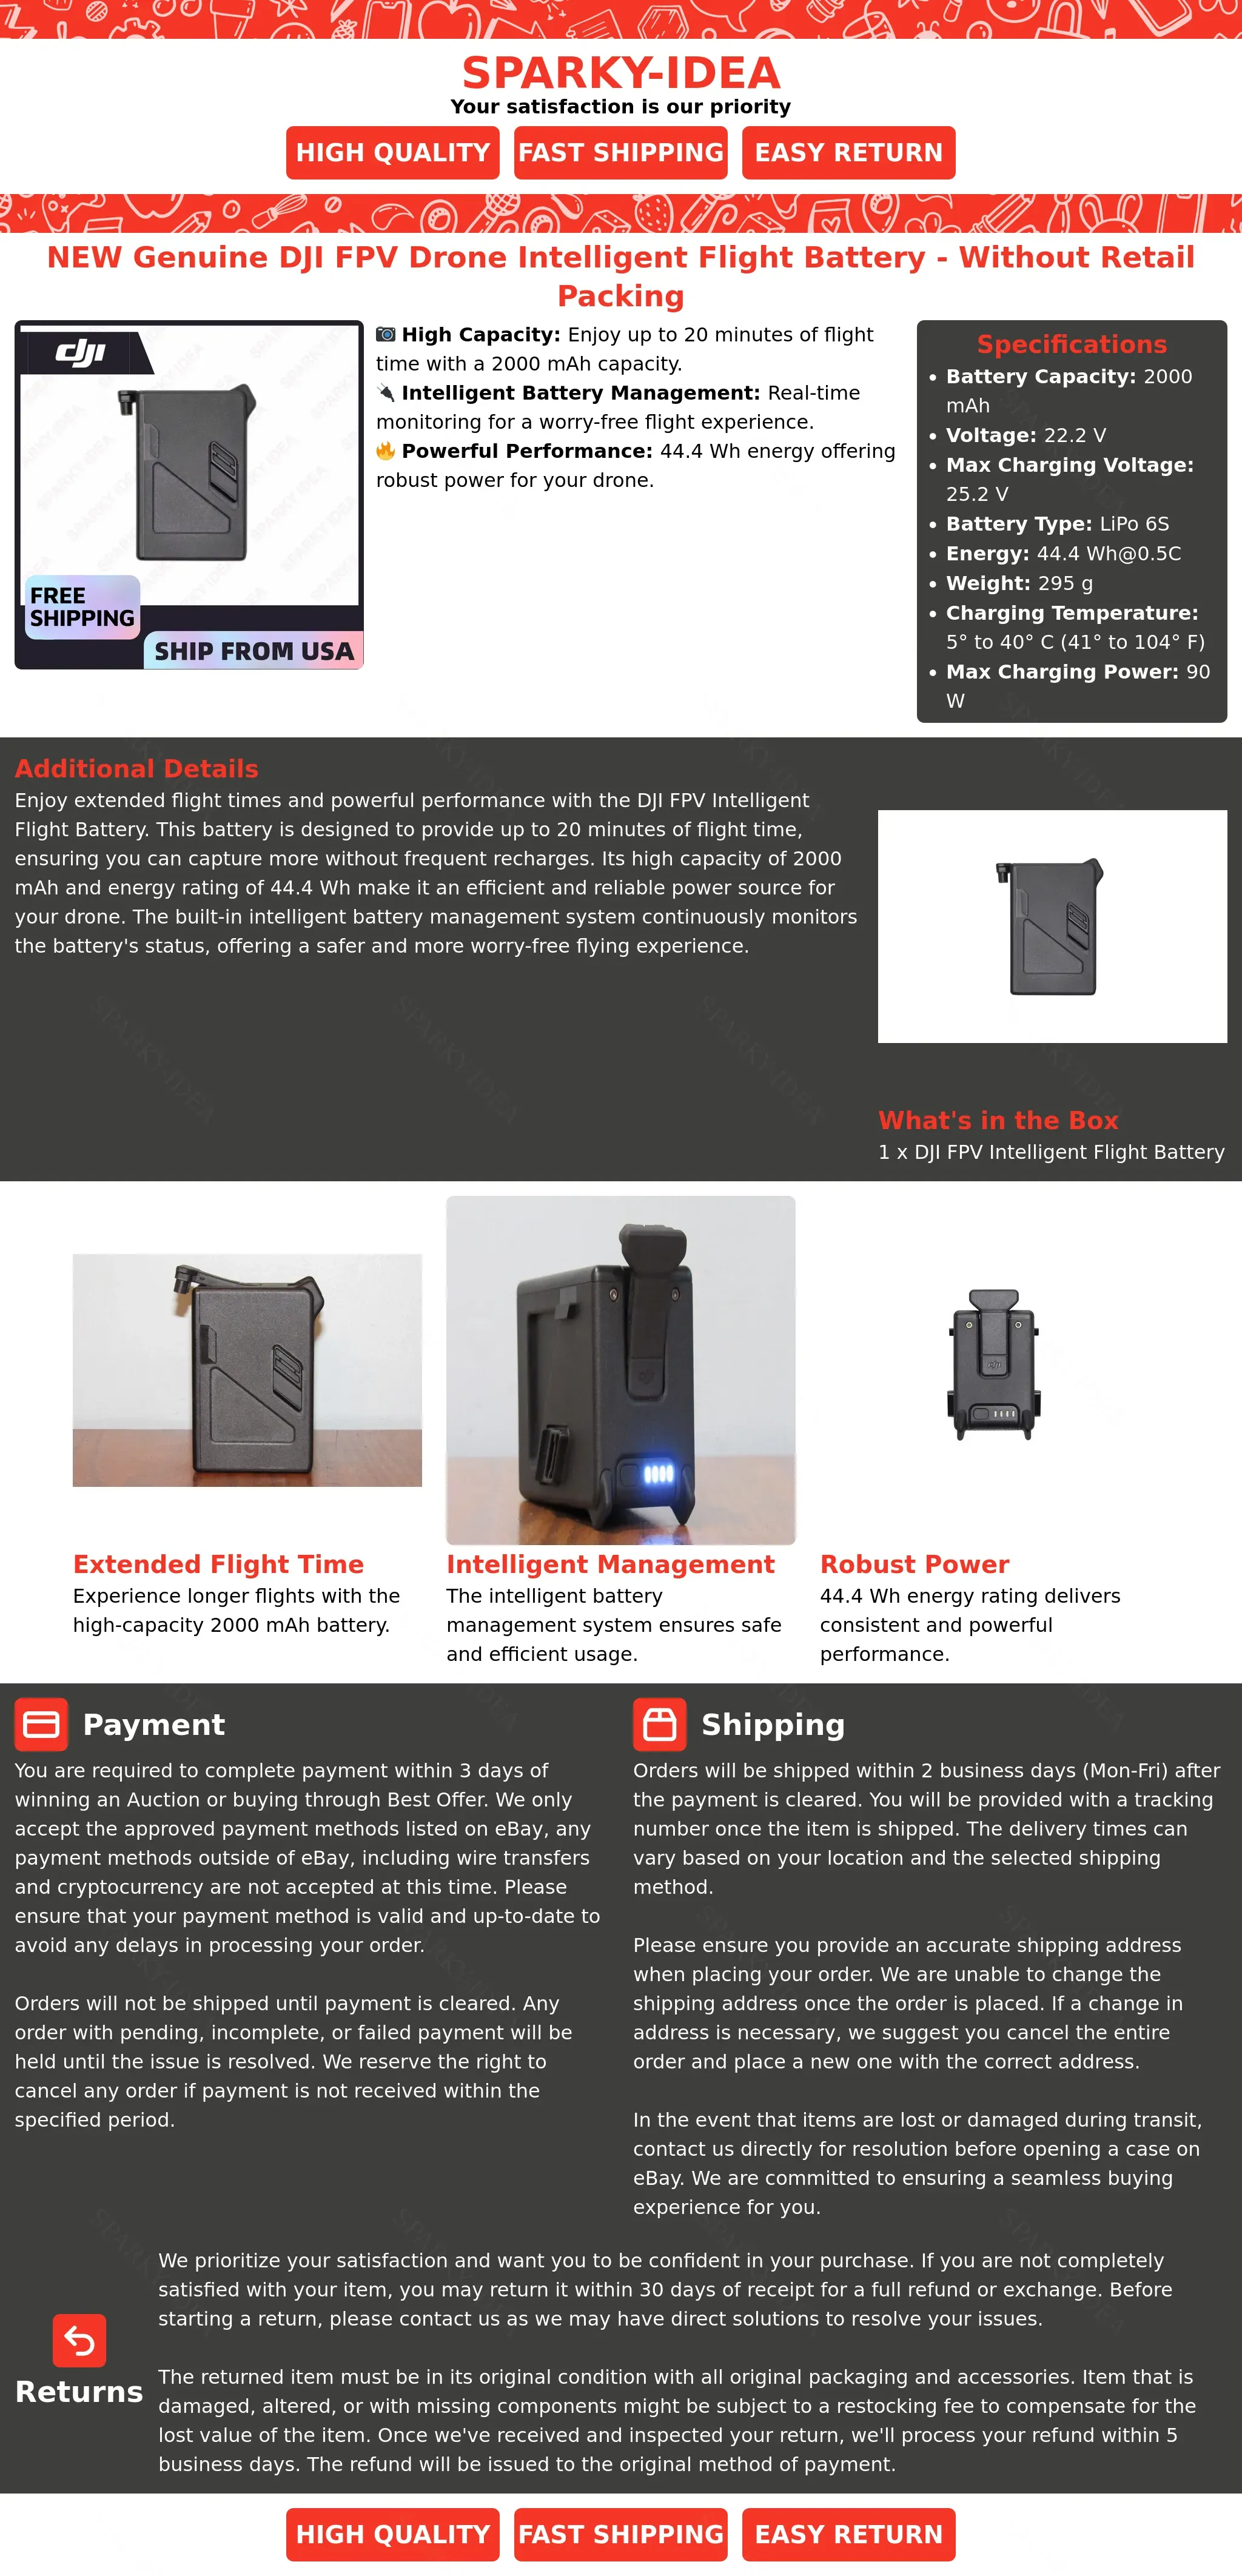 SPARKY-IDEA
Your satisfaction is our priority
HIGH QUALITY
FAST SHIPPING
EASY RETURN
NEW Genuine DJI FPV Drone Intelligent Flight Battery - Without Retail
Packing
dji
FREE
SHIPPING
SHIP FROM USA
High Capacity: Enjoy up to 20 minutes of flight
time with a 2000 mAh capacity.
Intelligent Battery Management: Real-time
monitoring for a worry-free flight experience.
Powerful Performance: 44.4 Wh energy offering
robust power for your drone.
Specifications
• Battery Capacity: 2000
mAh
• Voltage: 22.2 V
• Max Charging Voltage:
25.2 V
• Battery Type: LiPo 6S
• Energy: 44.4 Wh@0.5C
• Weight: 295 g
• Charging Temperature:
5° to 40° C (41° to 104° F)
• Max Charging Power: 90
W
Additional Details
Enjoy extended flight times and powerful performance with the DJI FPV Intelligent
Flight Battery. This battery is designed to provide up to 20 minutes of flight time,
ensuring you can capture more without frequent recharges. Its high capacity of 2000
mAh and energy rating of 44.4 Wh make it an efficient and reliable power source for
your drone. The built-in intelligent battery management system continuously monitors
the battery's status, offering a safer and more worry-free flying experience.
What's in the Box
1 x DJI FPV Intelligent Flight Battery
Extended Flight Time
Experience longer flights with the
high-capacity 2000 mAh battery.
Intelligent Management
The intelligent battery
management system ensures safe
and efficient usage.
Robust Power
44.4 Wh energy rating delivers
consistent and powerful
performance.
Payment
You are required to complete payment within 3 days of
winning an Auction or buying through Best Offer. We only
accept the approved payment methods listed on eBay, any
payment methods outside of eBay, including wire transfers
and cryptocurrency are not accepted at this time. Please
ensure that your payment method is valid and up-to-date to
avoid any delays in processing your order.
Orders will not be shipped until payment is cleared. Any
order with pending, incomplete, or failed payment will be
held until the issue is resolved. We reserve the right to
cancel any order if payment is not received within the
specified period.
Shipping
Orders will be shipped within 2 business days (Mon-Fri) after
the payment is cleared. You will be provided with a tracking
number once the item is shipped. The delivery times can
vary based on your location and the selected shipping
method.
Please ensure you provide an accurate shipping address
when placing your order. We are unable to change the
shipping address once the order is placed. If a change in
address is necessary, we suggest you cancel the entire
order and place a new one with the correct address.
In the event that items are lost or damaged during transit,
contact us directly for resolution before opening a case on
eBay. We are committed to ensuring a seamless buying
experience for you.
Returns
We prioritize your satisfaction and want you to be confident in your purchase. If you are not completely
satisfied with your item, you may return it within 30 days of receipt for a full refund or exchange. Before
starting a return, please contact us as we may have direct solutions to resolve your issues.
The returned item must be in its original condition with all original packaging and accessories. Item that is
damaged, altered, or with missing components might be subject to a restocking fee to compensate for the
lost value of the item. Once we've received and inspected your return, we'll process your refund within 5
business days. The refund will be issued to the original method of payment.
HIGH QUALITY
FAST SHIPPING
EASY RETURN